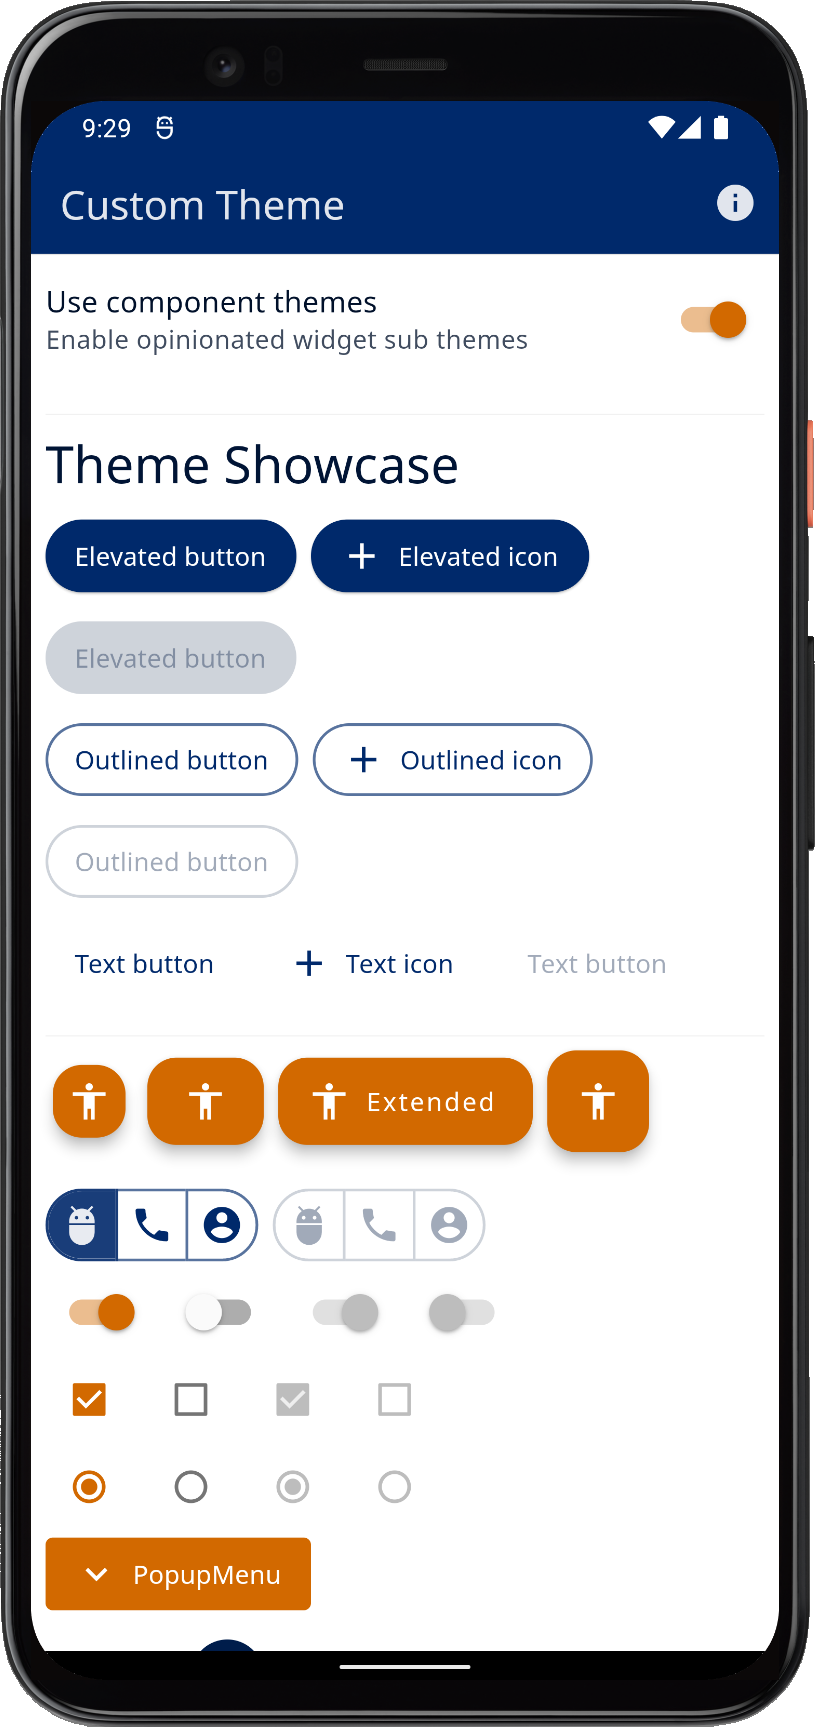 9:29
Custom Theme
Use component themes
Enable opinionated widget sub themes
Theme Showcase
Elevated button
Elevated icon
Elevated button
Outlined button
Outlined icon
Outlined button
Text button
Text icon
Text button
Extended
PopupMenu